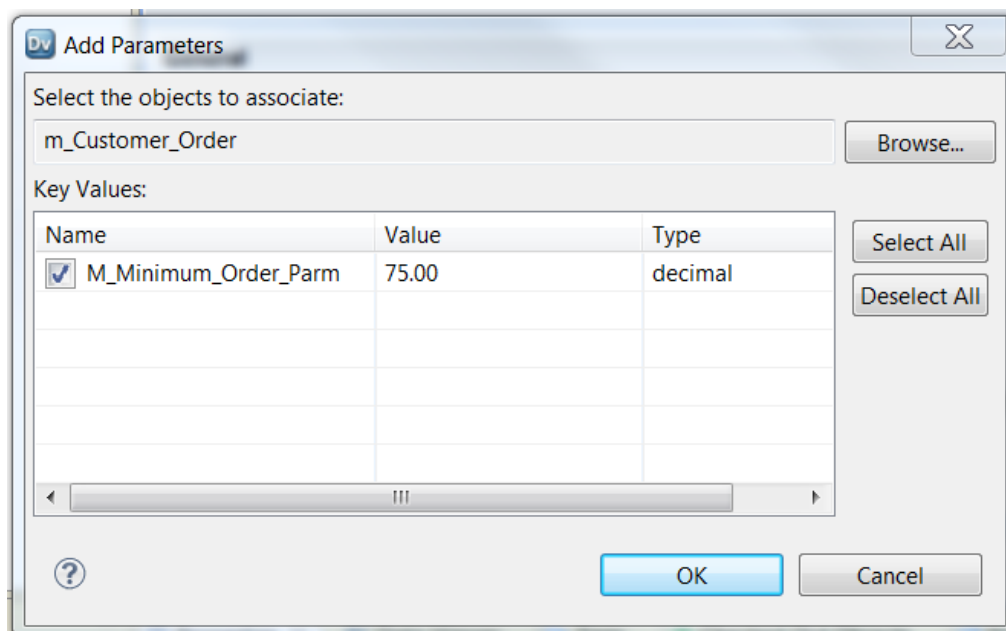 Dv Add Parameters
General
Select the objects to associate:
m_Customer_Order
Browse...
Key Values:
Name Value Type
Select All
M_Minimum_Order_Parm 75.00 decimal
Deselect All
?
OK Cancel